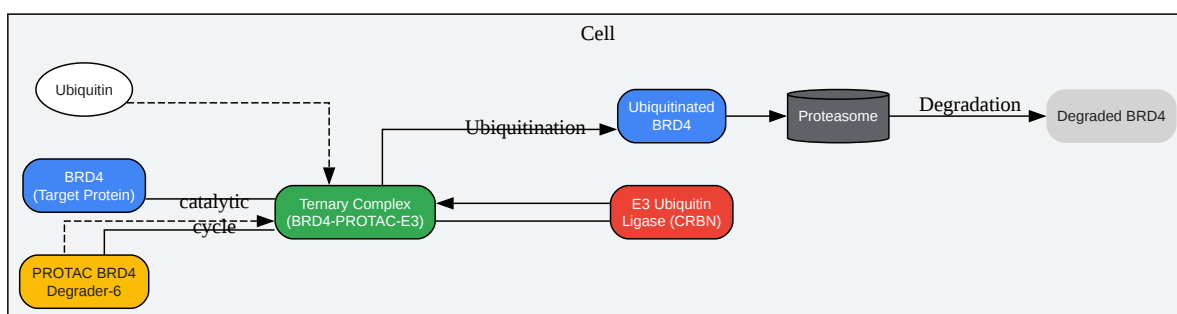 Cell
Ubiquitin
Ubiquitinated
BRD4
Ubiquitination
Proteasome
Degradation
Degraded BRD4
BRD4
(Target Protein)
catalytic
cycle
Ternary Complex
(BRD4-PROTAC-E3)
E3 Ubiquitin
Ligase (CRBN)
PROTAC BRD4
Degrader-6